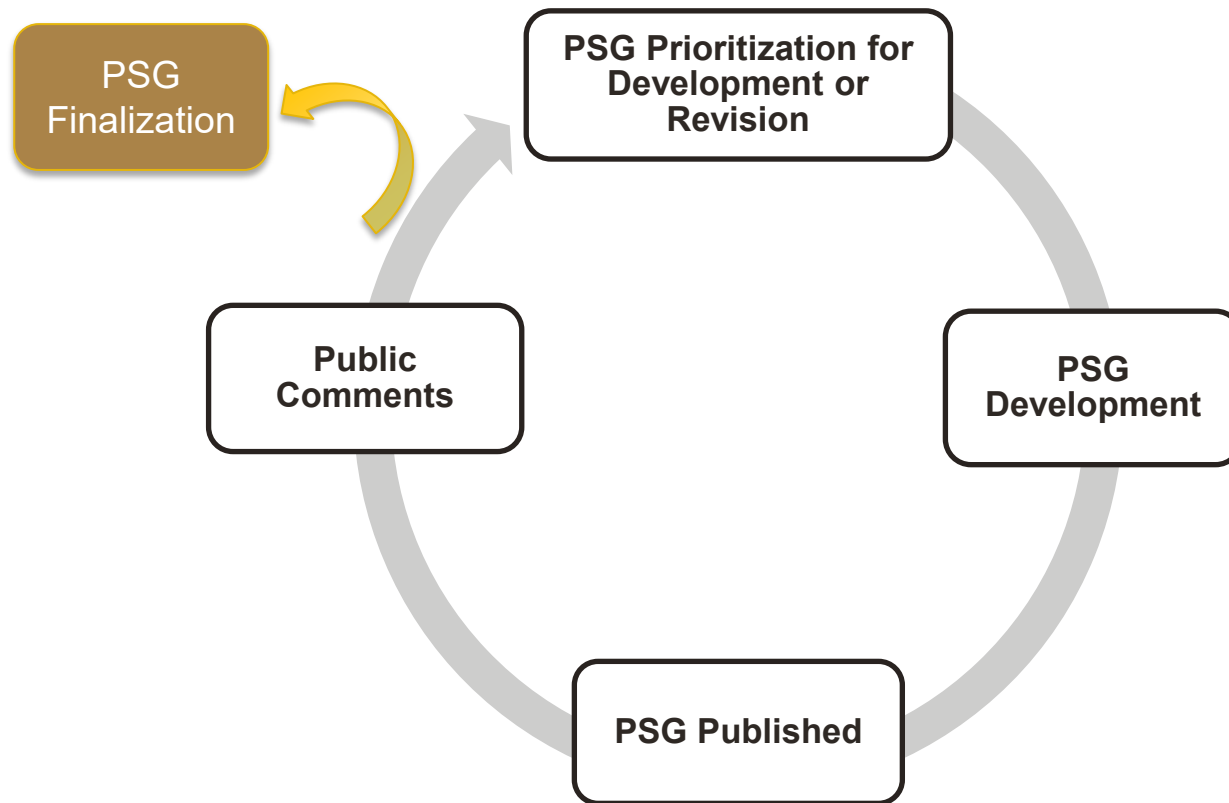 PSG
Finalization
PSG Prioritization for
Development or
Revision
Public
Comments
PSG
Development
PSG Published